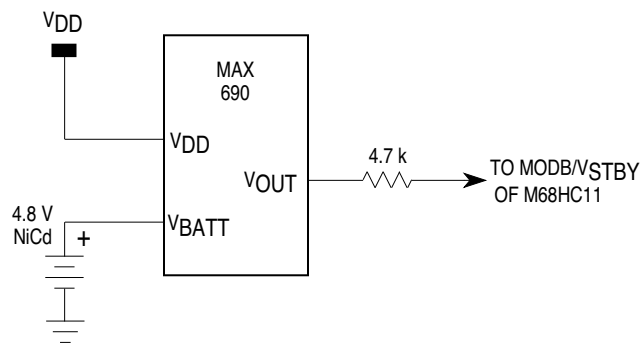 VDD
MAX
690
VDD
4.7 k
VOUT
TO MODB/VSTBY
OF M68HC11
4.8 V
NiCd
+
VBATT